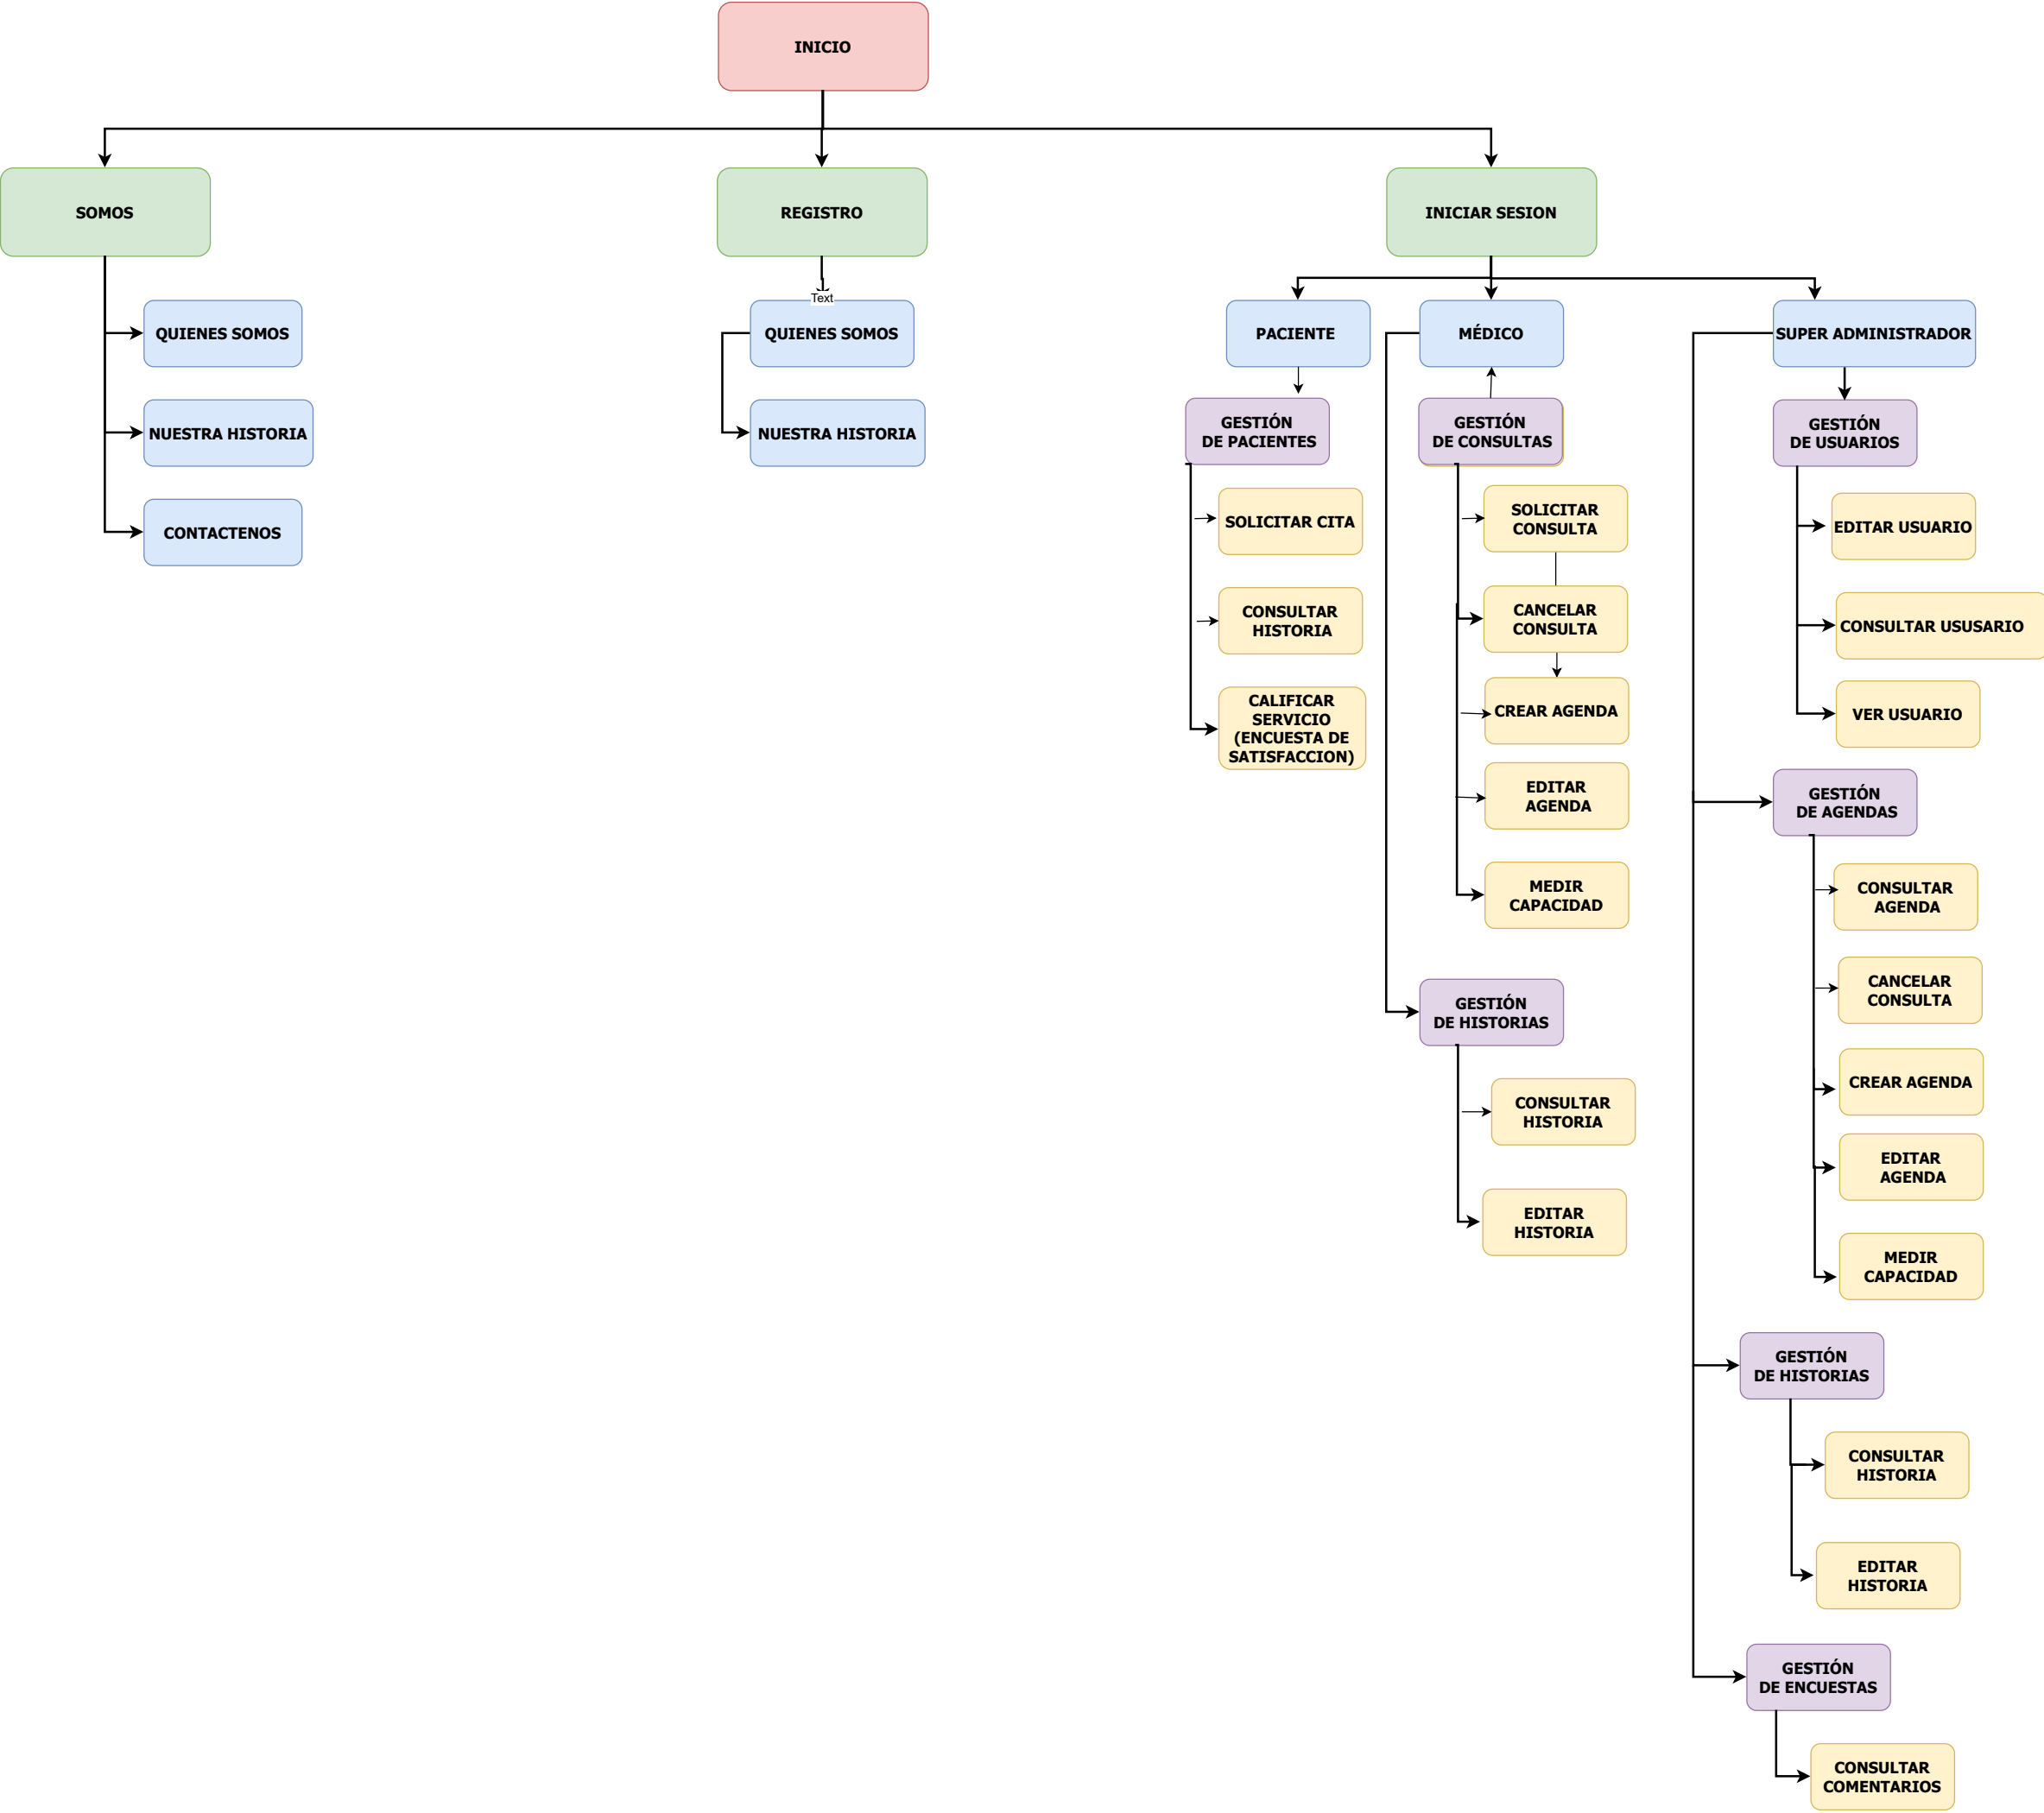 INICIO
SOMOS
REGISTRO
INICIAR SESION
Text
QUIENES SOMOS
NUESTRA HISTORIA
CONTACTENOS
QUIENES SOMOS
NUESTRA HISTORIA
PACIENTE
GESTIÓN
DE PACIENTES
SOLICITAR CITA
CONSULTAR
HISTORIA
CALIFICAR
SERVICIO
(ENCUESTA DE
SATISFACCION)
MÉDICO
GESTIÓN
DE CONSULTAS
SOLICITAR
CONSULTA
CANCELAR
CONSULTA
CREAR AGENDA
EDITAR
AGENDA
MEDIR
CAPACIDAD
GESTIÓN
DE HISTORIAS
CONSULTAR
HISTORIA
EDITAR
HISTORIA
SUPER ADMINISTRADOR
GESTIÓN
DE USUARIOS
EDITAR USUARIO
CONSULTAR USUSARIO
VER USUARIO
GESTIÓN
DE AGENDAS
CONSULTAR
AGENDA
CANCELAR
CONSULTA
CREAR AGENDA
EDITAR
AGENDA
MEDIR
CAPACIDAD
GESTIÓN
DE HISTORIAS
CONSULTAR
HISTORIA
EDITAR
HISTORIA
GESTIÓN
DE ENCUESTAS
CONSULTAR
COMENTARIOS